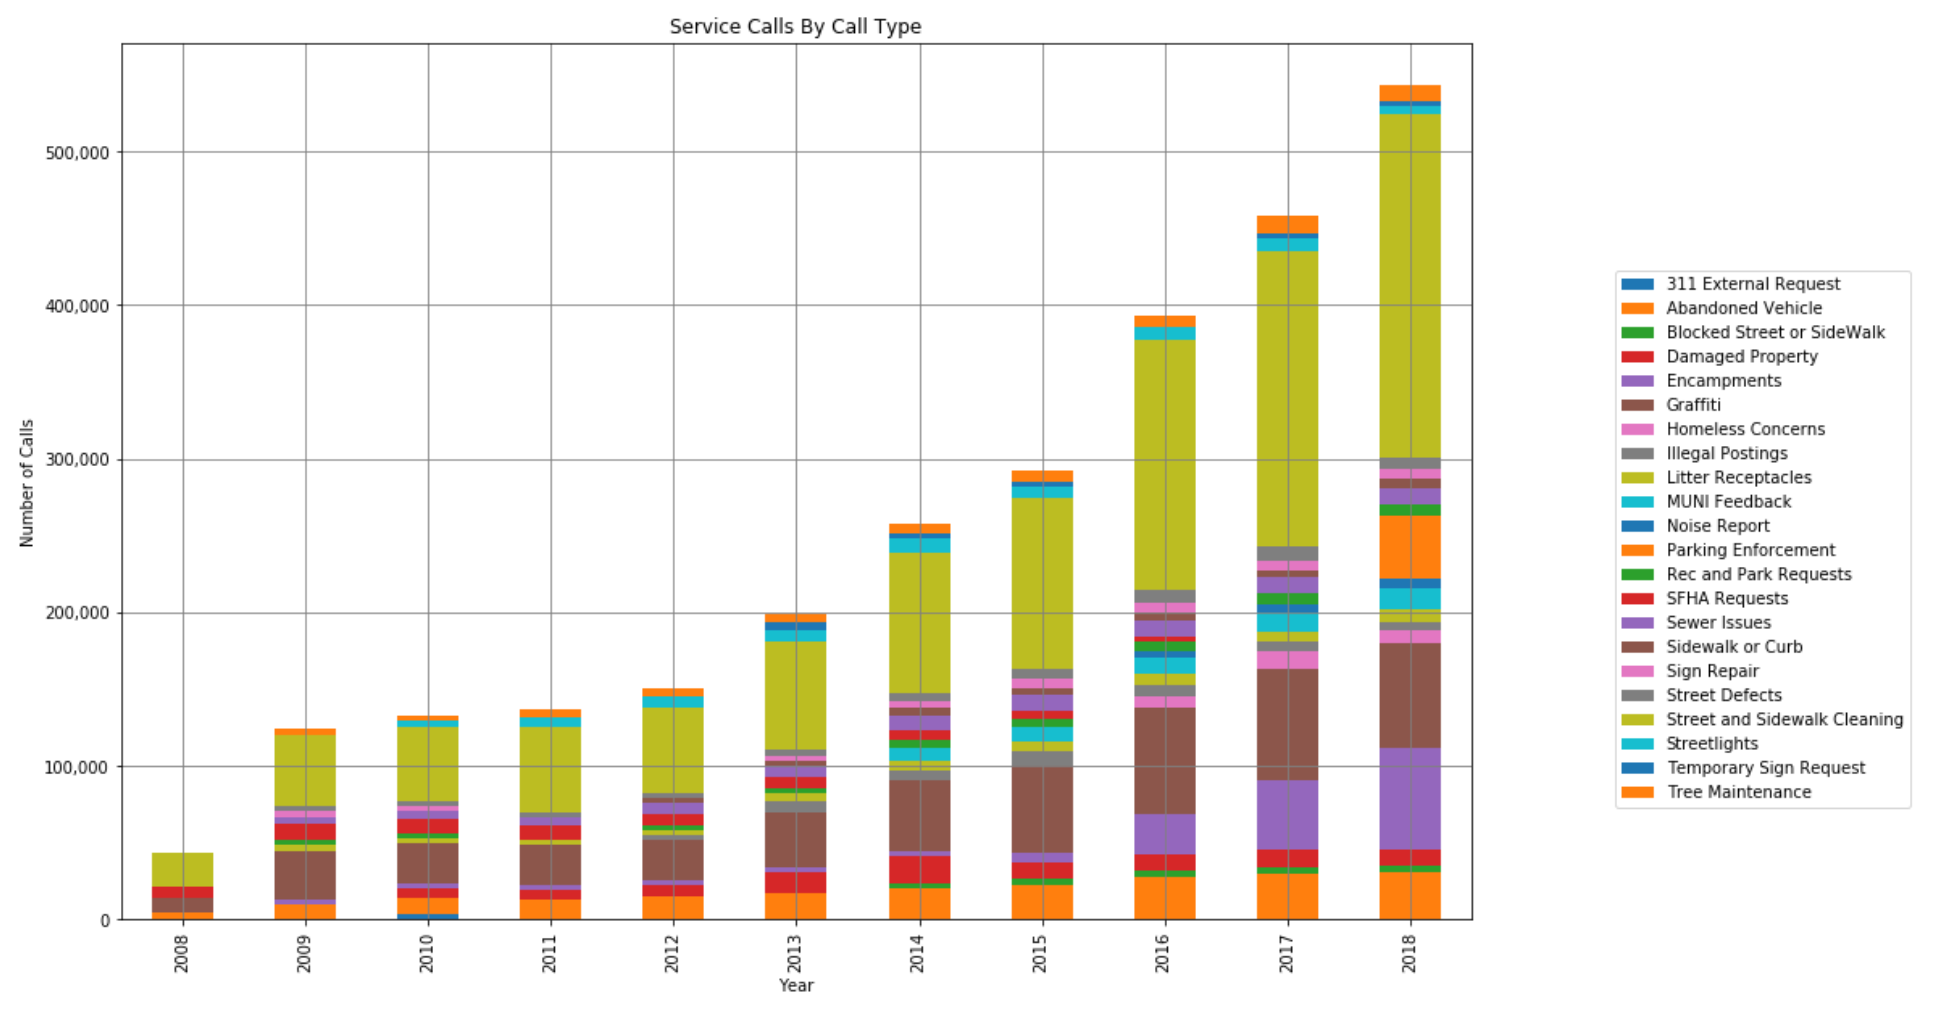 Service Calls By Call Type
Number of Calls
500,000
400,000
300,000
200,000
100,000
0
2008
2009
2010
2011
2012
2013
2014
2015
2016
2017
2018
Year
311 External Request
Abandoned Vehicle
Blocked Street or SideWalk
Damaged Property
Encampments
Graffiti
Homeless Concerns
Illegal Postings
Litter Receptacles
MUNI Feedback
Noise Report
Parking Enforcement
Rec and Park Requests
SFHA Requests
Sewer Issues
Sidewalk or Curb
Sign Repair
Street Defects
Street and Sidewalk Cleaning
Streetlights
Temporary Sign Request
Tree Maintenance